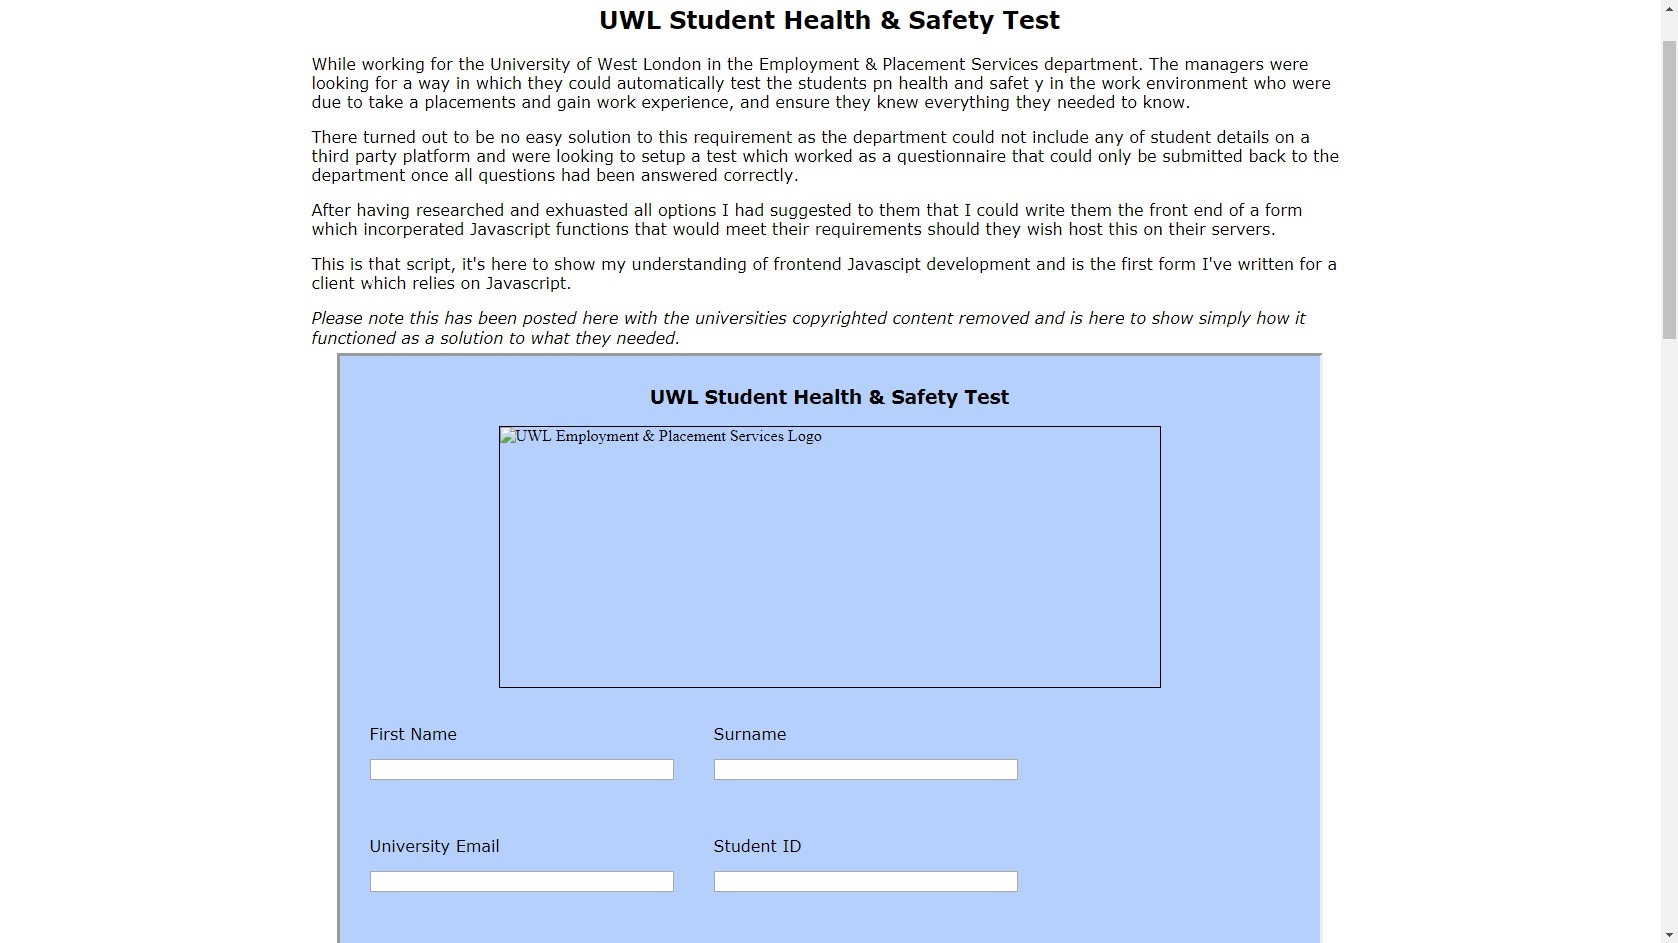 UWL Student Health & Safety Test
While working for the University of West London in the Employment & Placement Services department. The managers were
looking for a way in which they could automatically test the students pn health and safet y in the work environment who were
due to take a placements and gain work experience, and ensure they knew everything they needed to know.
There turned out to be no easy solution to this requirement as the department could not include any of student details on a
third party platform and were looking to setup a test which worked as a questionnaire that could only be submitted back to the
department once all questions had been answered correctly.
After having researched and exhuasted all options I had suggested to them that I could write them the front end of a form
which incorperated Javascript functions that would meet their requirements should they wish host this on their servers.
This is that script, it's here to show my understanding of frontend Javascipt development and is the first form I've written for a
client which relies on Javascript.
Please note this has been posted here with the universities copyrighted content removed and is here to show simply how it
functioned as a solution to what they needed.
UWL Student Health & Safety Test
UWL Employment & Placement Services Logo
First Name Surname
University Email Student ID